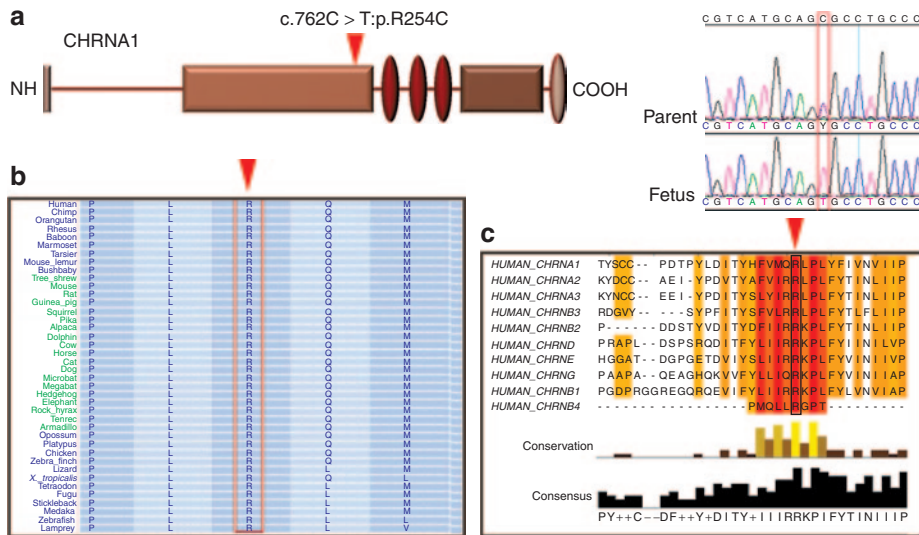 a
c.762C > T:p.R254C
CHRNA1
NH
COOH
C G T C A T G C A G C G C C T G C C C
Parent
C G T C A T G C A G Y G C C T G C C C
Fetus
C G T C A T G C A G T G C C T G C C C
b
Human P L R Q M
Chimp P L R Q M
Orangutan P L R Q M
Rhesus P L R Q M
Baboon P L R Q M
Marmoset P L R Q M
Tarsier P L R Q M
Mouse_lemur P L R Q M
Bushbaby P L R Q M
Tree_shrew P L R Q M
Mouse P L R Q M
Rat P L R Q M
Guinea_pig P L R Q M
Squirrel P L R Q M
Pika P L R Q M
Alpaca P L R Q M
Dolphin P L R Q M
Cow P L R Q M
Horse P L R Q M
Cat P L R Q M
Dog P L R Q M
Microbat P L R Q M
Megabat P L R Q M
Hedgehog P L R Q M
Elephant P L R Q M
Rock_hyrax P L R Q M
Tenrec P L R Q M
Armadillo P L R Q M
Opossum P L R Q M
Platypus P L R Q M
Chicken P L R Q M
Zebra_finch P L R Q M
Lizard P L R L M
X._tropicalis P L R Q L
Tetraodon P L R L M
Fugu P L R L M
Stickleback P L R L M
Medaka P L R L M
Zebrafish P L R L L
Lamprey P L R L V
c
HUMAN_CHRNA1 TYSCC--PDTPYLDITYHFVMQRLPLYFIVNVIIP
HUMAN_CHRNA2 KYDCC--AEI-YPDVTYAFVIRRLPLFYTINLIIP
HUMAN_CHRNA3 KYNCC--EEI-YPDITYSLYIRRLPLFYTINLIIP
HUMAN_CHRNB3 RDGVY---SYPFITYSFVLRRLPLFYTLFLIIP
HUMAN_CHRNB2 P-----DDSTYVDITYDFIIRRKPLFYTINLIIP
HUMAN_CHRND PRAPL-DSPSRQDITFYLIIRRKPLFYIINILVP
HUMAN_CHRNE HGGAT-DGPGETDVIYSLIIRRKPLFYVINIIVP
HUMAN_CHRNG PAAPA-QEAGHQKVVFYLLIQRKPLFYVINIIAP
HUMAN_CHRNB1 PGDPRGGREGQRQEVIFYLIIRRKPLFYLVNVIAP
HUMAN_CHRNB4 PMQLLRGPT----------
Conservation
Consensus
PY++C--DF++Y+DITY+IIIRRKPIFYTINIIIP